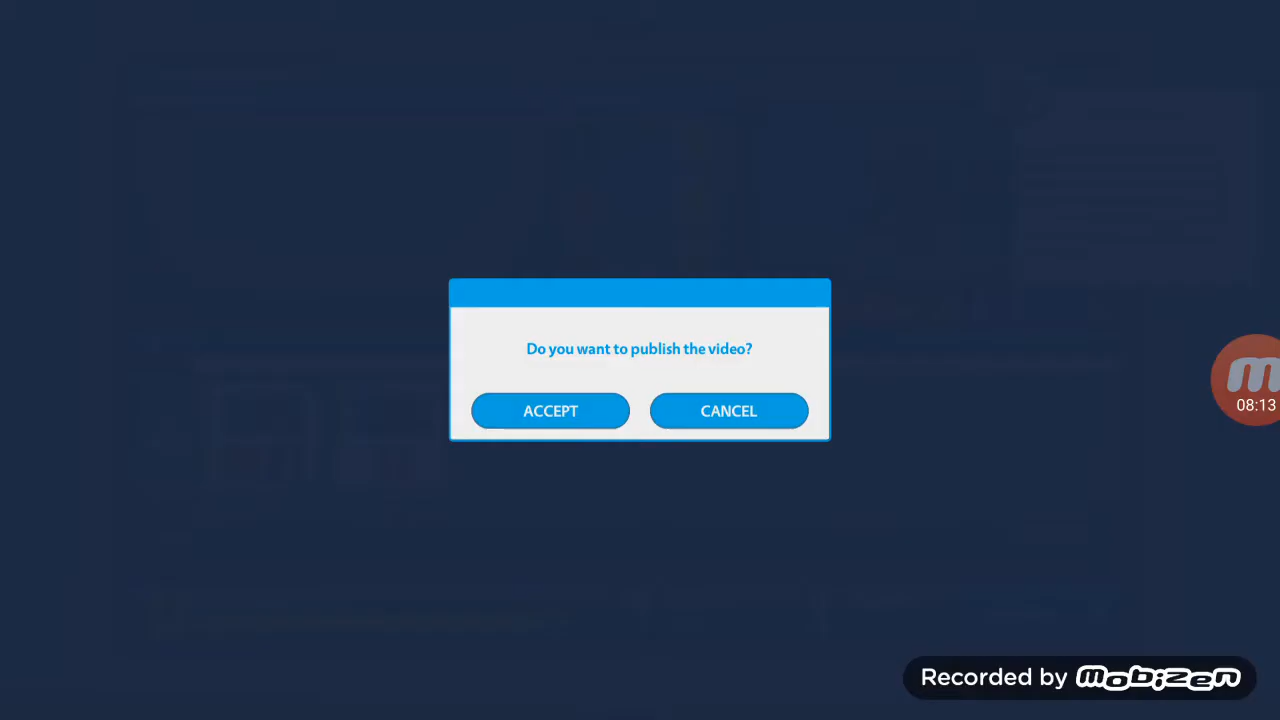 Do you want to publish the video?
ACCEPT CANCEL
m
08:13
Recorded by mobizen